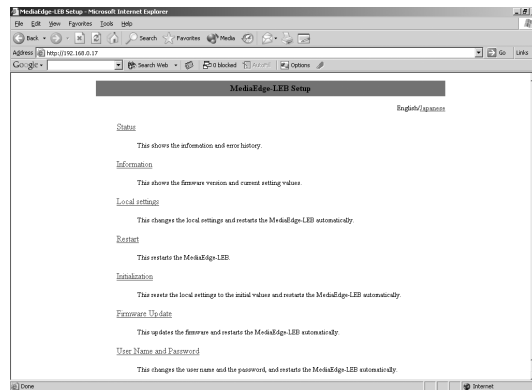 MediaEdge-LEB Setup - Microsoft Internet Explorer
File Edit View Favorites Tools Help
Back Search Favorites Media
Address http://192.168.0.17 Go Links
Google Search Web 0 blocked AutoFill Options
MediaEdge-LEB Setup
English/Japanese
Status
This shows the information and error history.
Information
This shows the firmware version and current setting values.
Local settings
This changes the local settings and restarts the MediaEdge-LEB automatically.
Restart
This restarts the MediaEdge-LEB.
Initialization
This resets the local settings to the initial values and restarts the MediaEdge-LEB automatically.
Firmware Update
This updates the firmware and restarts the MediaEdge-LEB automatically.
User Name and Password
This changes the user name and the password, and restarts the MediaEdge-LEB automatically.
Done Internet